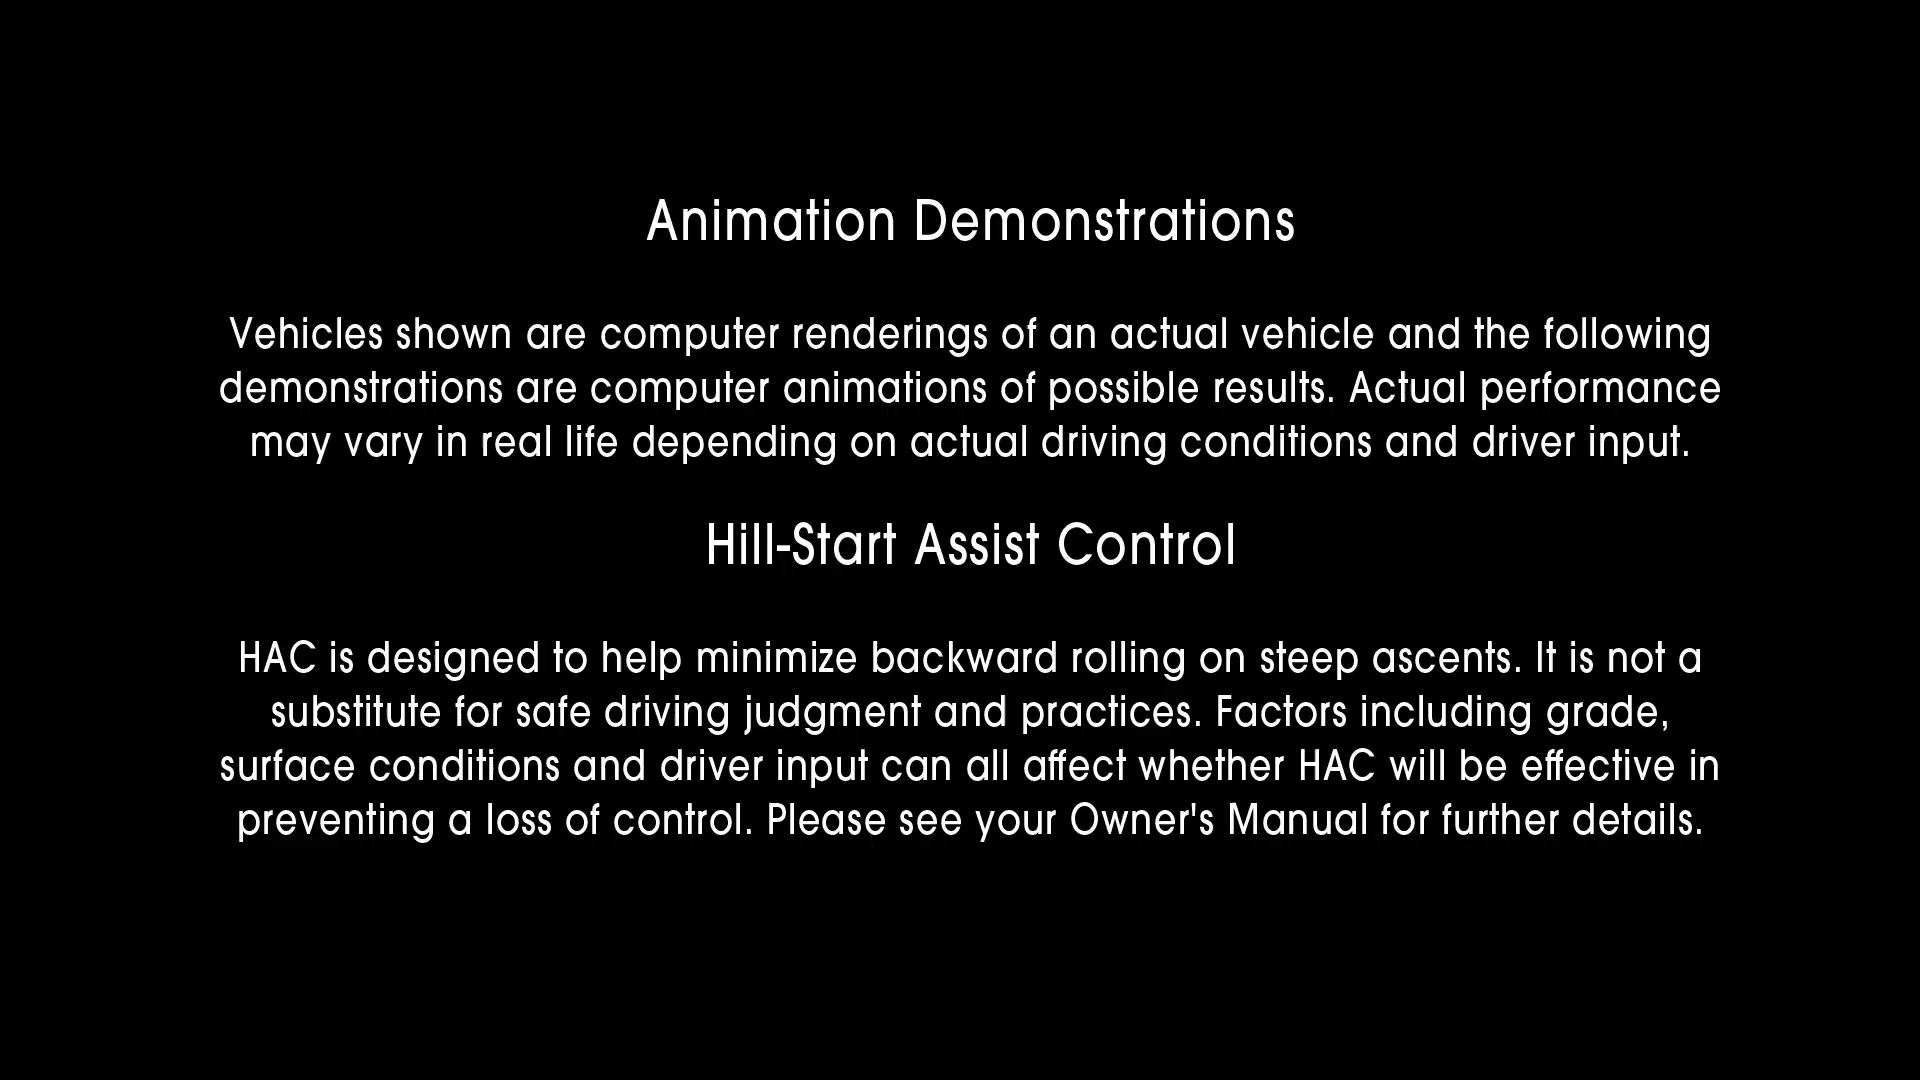 Animation Demonstrations
Vehicles shown are computer renderings of an actual vehicle and the following
demonstrations are computer animations of possible results. Actual performance
may vary in real life depending on actual driving conditions and driver input.
Hill-Start Assist Control
HAC is designed to help minimize backward rolling on steep ascents. It is not a
substitute for safe driving judgment and practices. Factors including grade,
surface conditions and driver input can all affect whether HAC will be effective in
preventing a loss of control. Please see your Owner's Manual for further details.